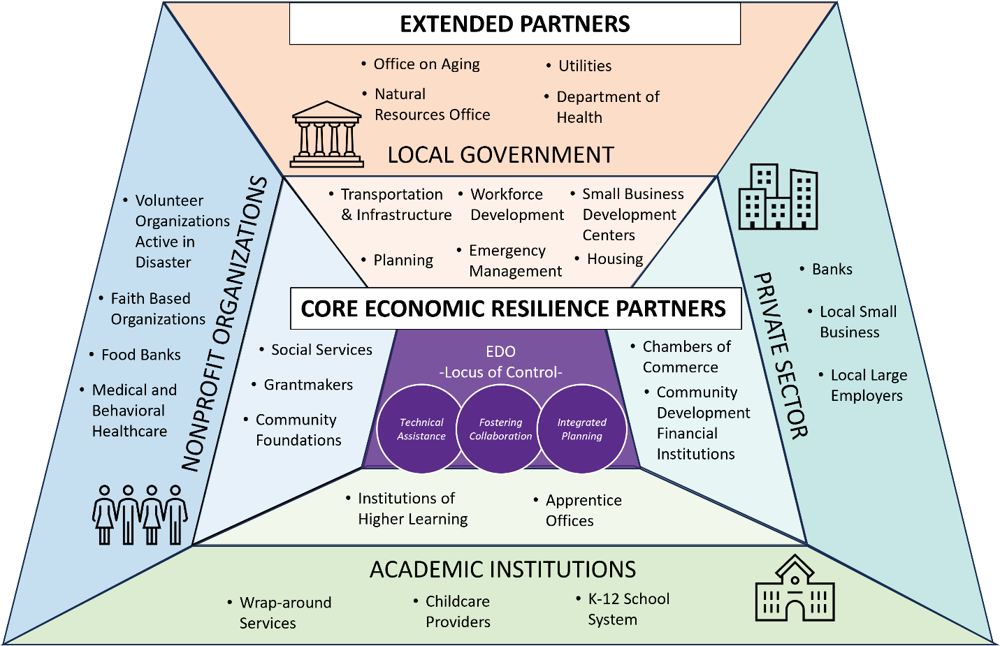 EXTENDED PARTNERS
• Office on Aging
• Utilities
• Natural
Resources Office
• Department of
Health
LOCAL GOVERNMENT
• Transportation
& Infrastructure
• Workforce
Development
• Small Business
Development
Centers
• Planning
• Emergency
Management
• Housing
CORE ECONOMIC RESILIENCE PARTNERS
NONPROFIT ORGANIZATIONS
• Volunteer
Organizations
Active in
Disaster
• Faith Based
Organizations
• Food Banks
• Medical and
Behavioral
Healthcare
• Social Services
• Grantmakers
• Community
Foundations
EDO
-Locus of Control-
Technical
Assistance
Fostering
Collaboration
Integrated
Planning
• Chambers of
Commerce
• Community
Development
Financial
Institutions
PRIVATE SECTOR
• Banks
• Local Small
Business
• Local Large
Employers
• Institutions of
Higher Learning
• Apprentice
Offices
ACADEMIC INSTITUTIONS
• Wrap-around
Services
• Childcare
Providers
• K-12 School
System